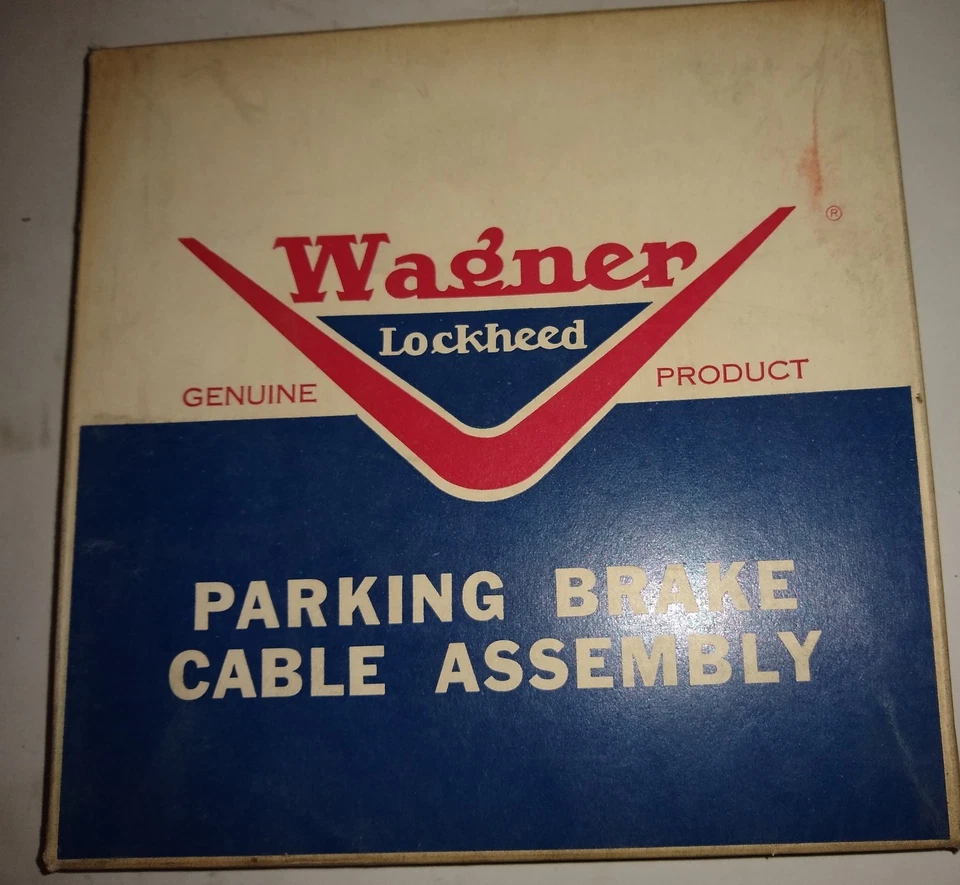 Wagner
®
Lockheed
GENUINE PRODUCT
PARKING BRAKE
CABLE ASSEMBLY